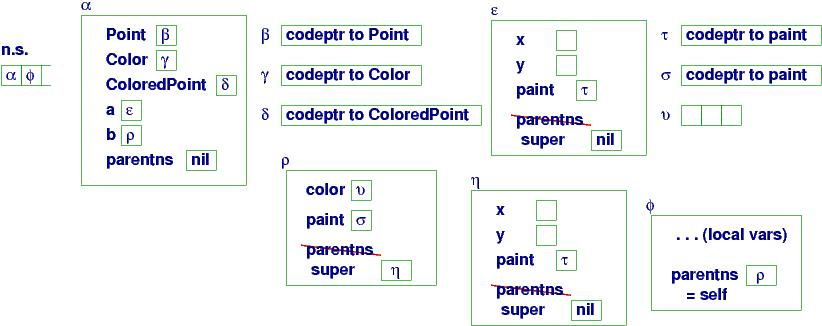 n.s.
α φ
α
Point β
Color γ
ColoredPoint δ
a ε
b ρ
parentns nil
β codeptr to Point
γ codeptr to Color
δ codeptr to ColoredPoint
ε
x
y
paint τ
parentns
super nil
τ codeptr to paint
σ codeptr to paint
υ
ρ
color υ
paint σ
parentns
super η
η
x
y
paint τ
parentns
super nil
φ
. . . (local vars)
parentns ρ
= self